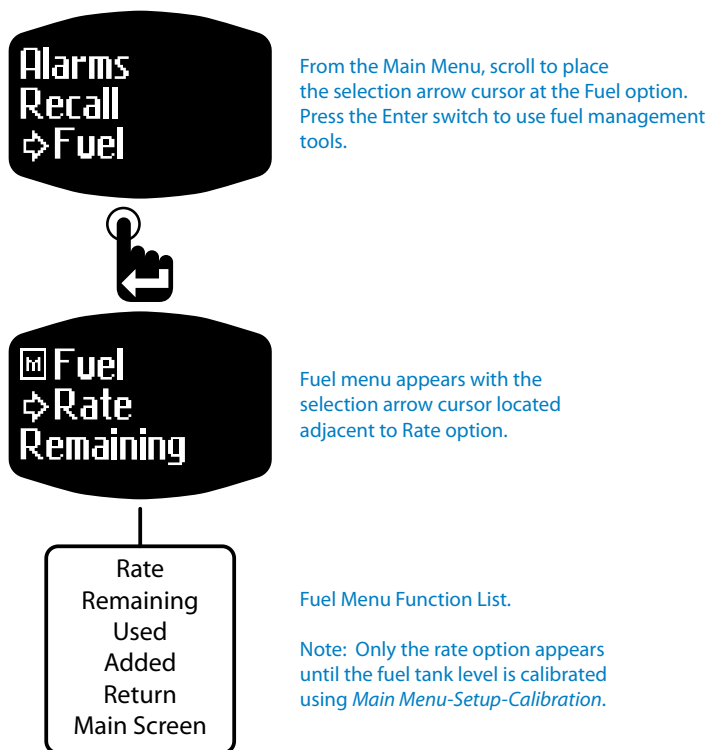 Alarms
Recall
Fuel
From the Main Menu, scroll to place
the selection arrow cursor at the Fuel option.
Press the Enter switch to use fuel management
tools.
M Fuel
Rate
Remaining
Fuel menu appears with the
selection arrow cursor located
adjacent to Rate option.
Rate
Remaining
Used
Added
Return
Main Screen
Fuel Menu Function List.
Note: Only the rate option appears
until the fuel tank level is calibrated
using Main Menu-Setup-Calibration.